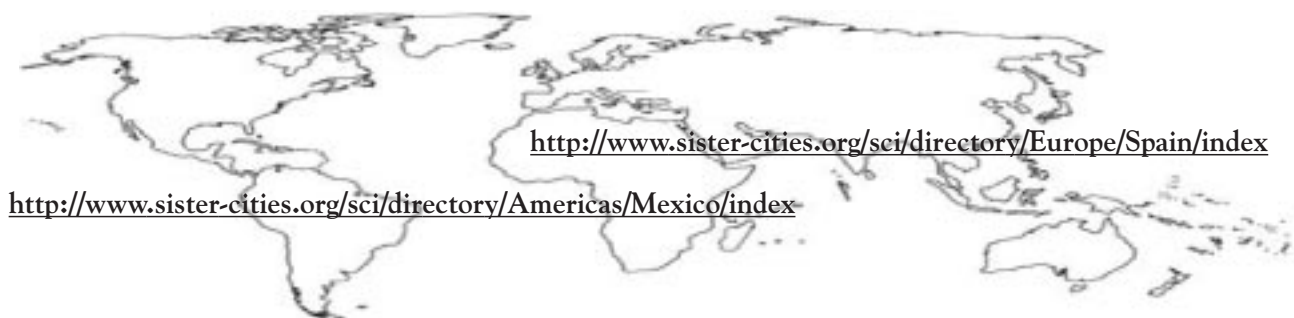 http://www.sister-cities.org/sci/directory/Europe/Spain/index
http://www.sister-cities.org/sci/directory/Americas/Mexico/index